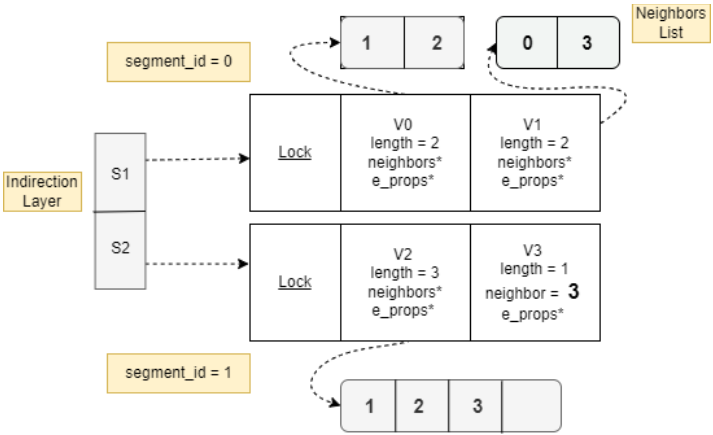 Neighbors
List
segment_id = 0
1 2
0 3
Indirection
Layer
S1
S2
Lock
V0
length = 2
neighbors*
e_props*
V1
length = 2
neighbors*
e_props*
Lock
V2
length = 3
neighbors*
e_props*
V3
length = 1
neighbor = 3
e_props*
segment_id = 1
1 2 3